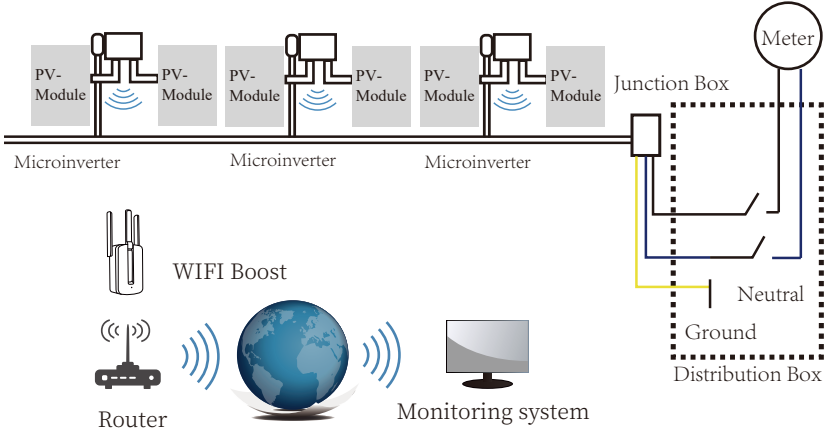 Meter
PV-
Module
PV-
Module
PV-
Module
PV-
Module
PV-
Module
PV-
Module
Junction Box
Microinverter
Microinverter
Microinverter
WIFI Boost
Neutral
Ground
Distribution Box
Router
Monitoring system